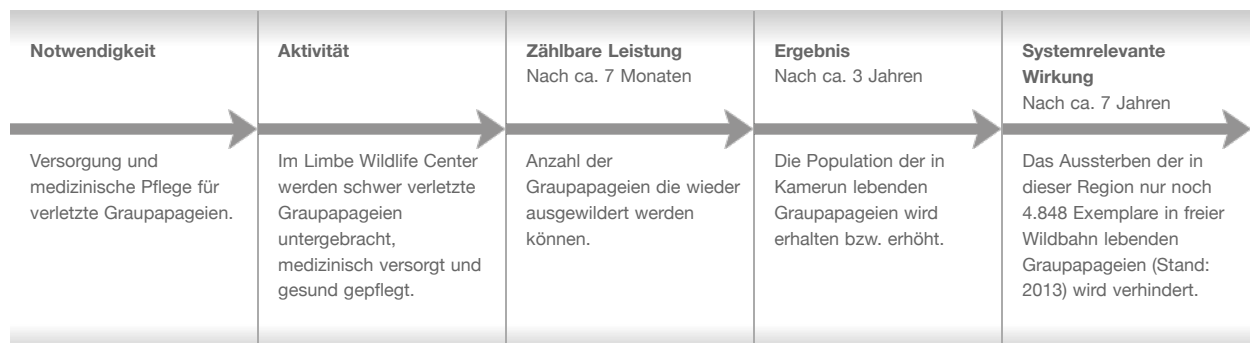 Notwendigkeit
Versorgung und
medizinische Pflege für
verletzte Graupapageien.
Aktivität
Im Limbe Wildlife Center
werden schwer verletzte
Graupapageien
untergebracht,
medizinisch versorgt und
gesund gepflegt.
Zählbare Leistung
Nach ca. 7 Monaten
Anzahl der
Graupapageien die wieder
ausgewildert werden
können.
Ergebnis
Nach ca. 3 Jahren
Die Population der in
Kamerun lebenden
Graupapageien wird
erhalten bzw. erhöht.
Systemrelevante
Wirkung
Nach ca. 7 Jahren
Das Aussterben der in
dieser Region nur noch
4.848 Exemplare in freier
Wildbahn lebenden
Graupapageien (Stand:
2013) wird verhindert.